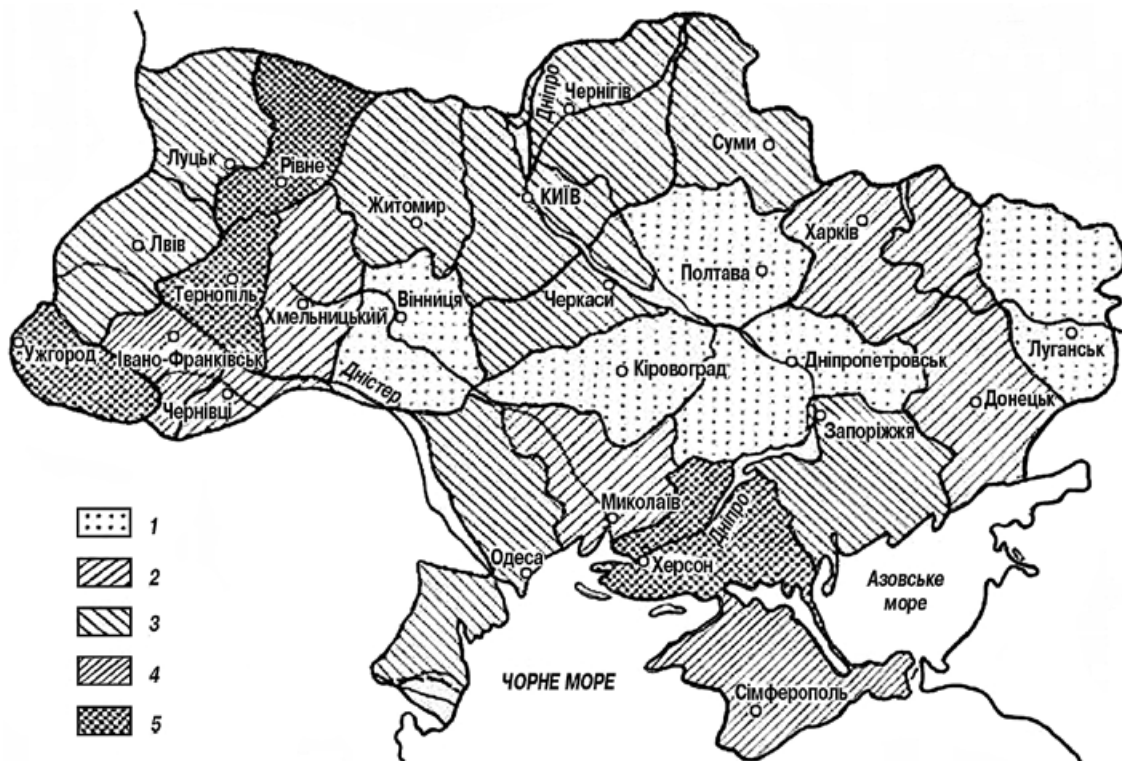 Дніпро
Чернігів
Суми
Луцьк
Рівне
Житомир
КИЇВ
Харків
Львів
Полтава
Тернопіль
Хмельницький
Вінниця
Черкаси
Луганськ
Ужгород
Івано-Франківськ
Кіровоград
Дніпропетровськ
Дністер
Чернівці
Донецьк
Запоріжжя
Миколаїв
Дніпро
1
2
Одеса
Херсон
Азовське
море
3
4
ЧОРНЕ МОРЕ
Сімферополь
5